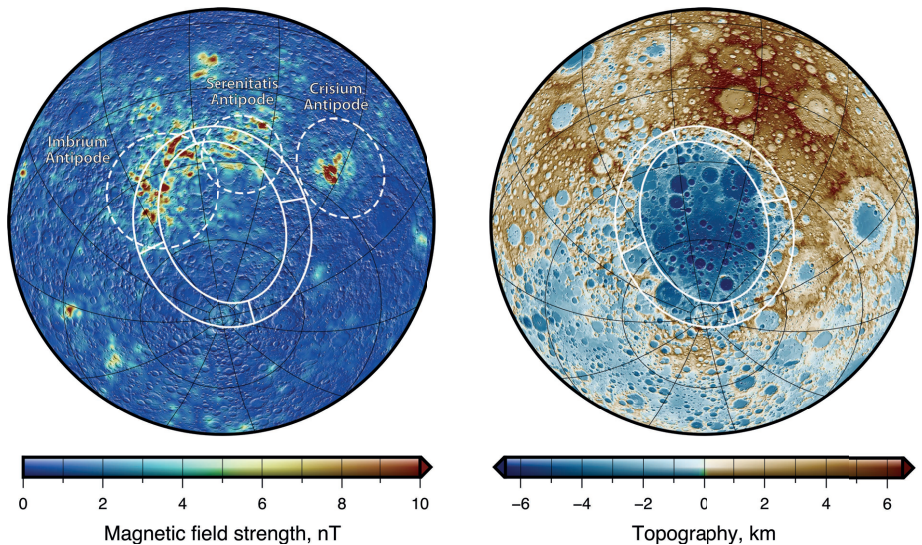 Serenitatis
Antipode
Crisium
Antipode
Imbrium
Antipode
0 2 4 6 8 10
Magnetic field strength, nT
−6 −4 −2 0 2 4 6
Topography, km